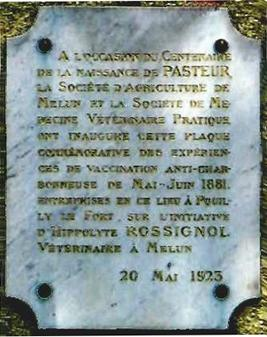 A L'OCCASION DU CENTENAIRE
DE LA NAISSANCE DE PASTEUR
LA SOCIÉTÉ D'AGRICULTURE DE
MELUN ET LA SOCIÉTÉ DE ME
DECINE VÉTÉRINAIRE PRATIQUE
ONT INAUGURE CETTE PLAQUE
COMMÉMORATIVE DES EXPÉRIEN-
CES DE VACCINATION ANTI-CHAR-
BONNEUSE DE MAI-JUIN 1881.
ENTREPRISES EN CE LIEU À POUIL-
LY LE FORT, SUR L'INITIATIVE
D'HIPPOLYTE ROSSIGNOL
VÉTÉRINAIRE À MELUN
20 MAI 1923